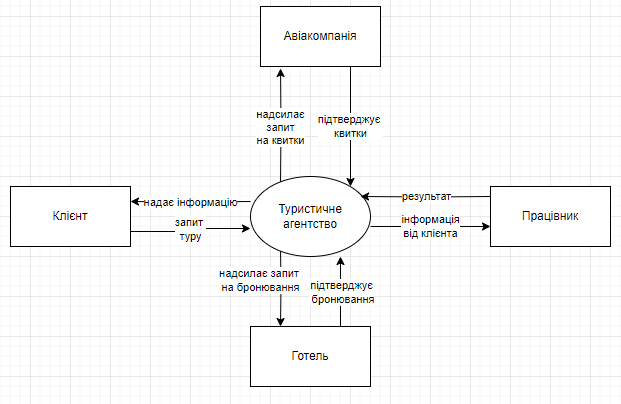 Авіакомпанія
надсилає
запит
на квитки
підтверджує
квитки
Клієнт
надає інформацію
запит
туру
Туристичне
агентство
результат
інформація
від клієнта
Працівник
надсилає запит
на бронювання
підтверджує
бронювання
Готель